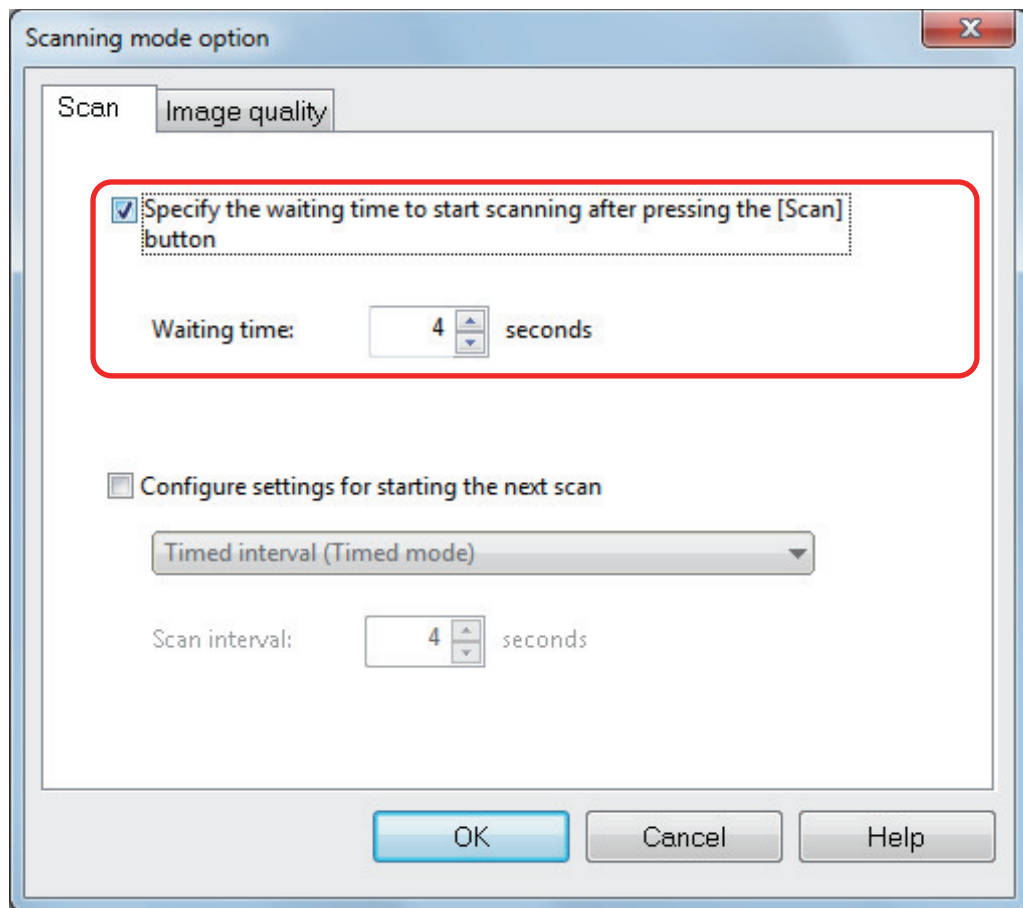 Scanning mode option
x
Scan
Image quality
Specify the waiting time to start scanning after pressing the [Scan]
button
Waiting time: 4 seconds
Configure settings for starting the next scan
Timed interval (Timed mode)
Scan interval: 4 seconds
OK Cancel Help